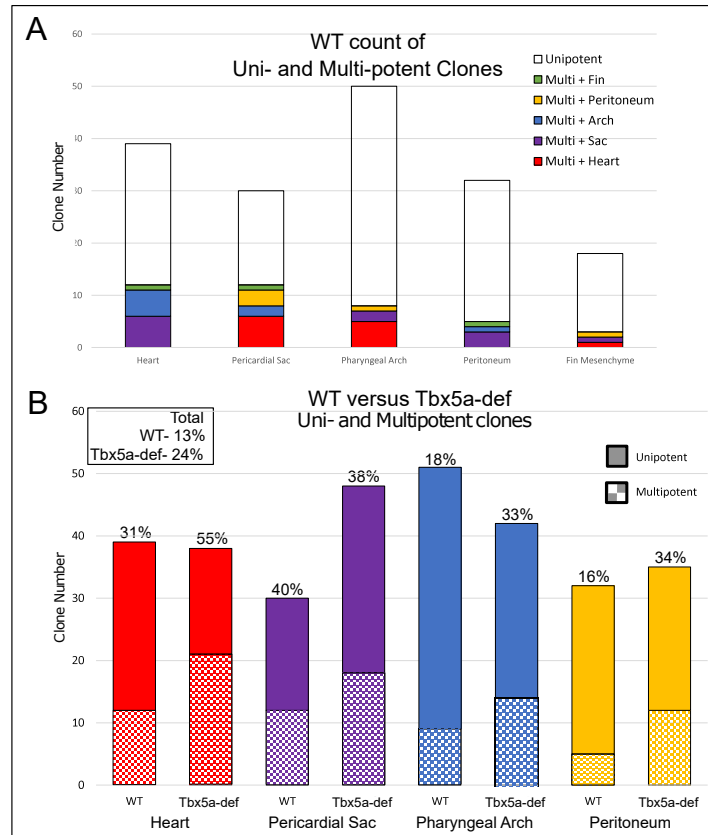 A
WT count of
Uni- and Multi-potent Clones
Unipotent
Multi + Fin
Multi + Peritoneum
Multi + Arch
Multi + Sac
Multi + Heart
Clone Number
60
50
40
30
20
10
0
Heart
Pericardial Sac
Pharyngeal Arch
Peritoneum
Fin Mesenchyme
B
WT versus Tbx5a-def
Uni- and Multipotent clones
Total
WT- 13%
Tbx5a-def- 24%
Unipotent
Multipotent
Clone Number
60
50
40
30
20
10
0
31%
55%
40%
38%
18%
33%
16%
34%
WT Tbx5a-def WT Tbx5a-def WT Tbx5a-def WT Tbx5a-def
Heart Pericardial Sac Pharyngeal Arch Peritoneum